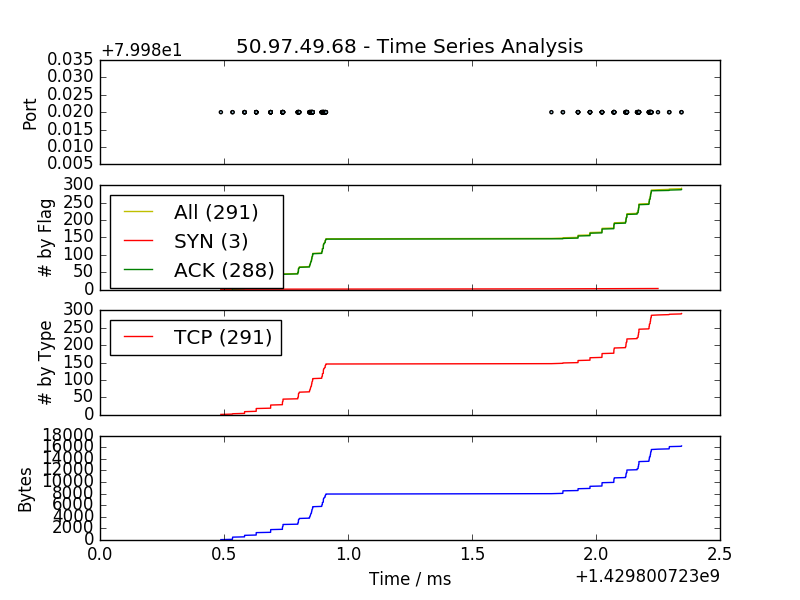 50.97.49.68 - Time Series Analysis
+7.998e1
Port
0.035
0.030
0.025
0.020
0.015
0.010
0.005
# by Flag
300
250
200
150
100
50
0
All (291)
SYN (3)
ACK (288)
# by Type
300
250
200
150
100
50
0
TCP (291)
Bytes
18000
16000
14000
12000
10000
8000
6000
4000
2000
0
0.0 0.5 1.0 1.5 2.0 2.5
Time / ms
+1.429800723e9